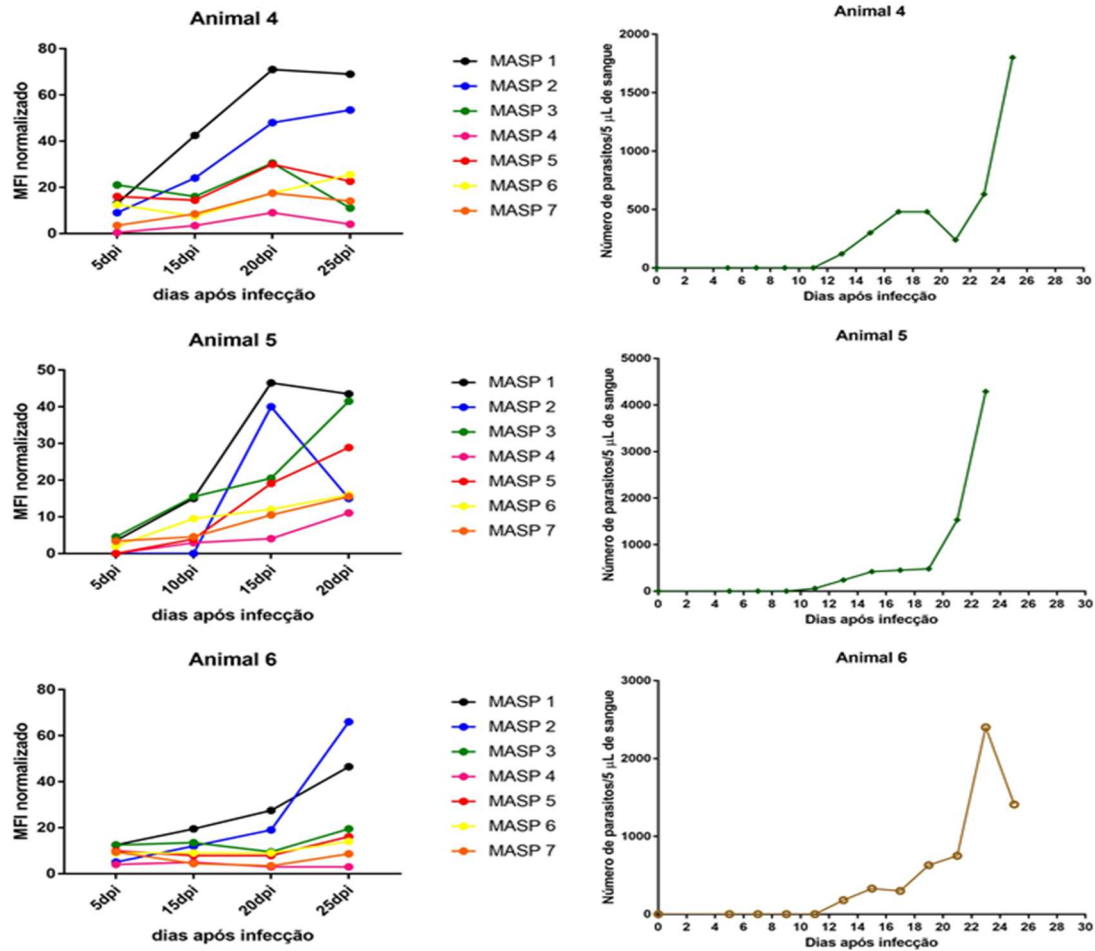 Animal 4
MFI normalizado
80
60
40
20
0
5dpi
15dpi
20dpi
25dpi
dias após infecção
MASP 1
MASP 2
MASP 3
MASP 4
MASP 5
MASP 6
MASP 7
Animal 4
Número de parasitos/5 µL de sangue
2000
1500
1000
500
0
0 2 4 6 8 10 12 14 16 18 20 22 24 26 28 30
Dias após infecção
Animal 5
MFI normalizado
50
40
30
20
10
0
5dpi
10dpi
15dpi
20dpi
dias após infecção
MASP 1
MASP 2
MASP 3
MASP 4
MASP 5
MASP 6
MASP 7
Animal 5
Número de parasitos/5 µL de sangue
5000
4000
3000
2000
1000
0
0 2 4 6 8 10 12 14 16 18 20 22 24 26 28 30
Dias após infecção
Animal 6
MFI normalizado
80
60
40
20
0
5dpi
15dpi
20dpi
25dpi
dias após infecção
MASP 1
MASP 2
MASP 3
MASP 4
MASP 5
MASP 6
MASP 7
Animal 6
Número de parasitos/5 µL de sangue
3000
2000
1000
0
0 2 4 6 8 10 12 14 16 18 20 22 24 26 28 30
Dias após infecção